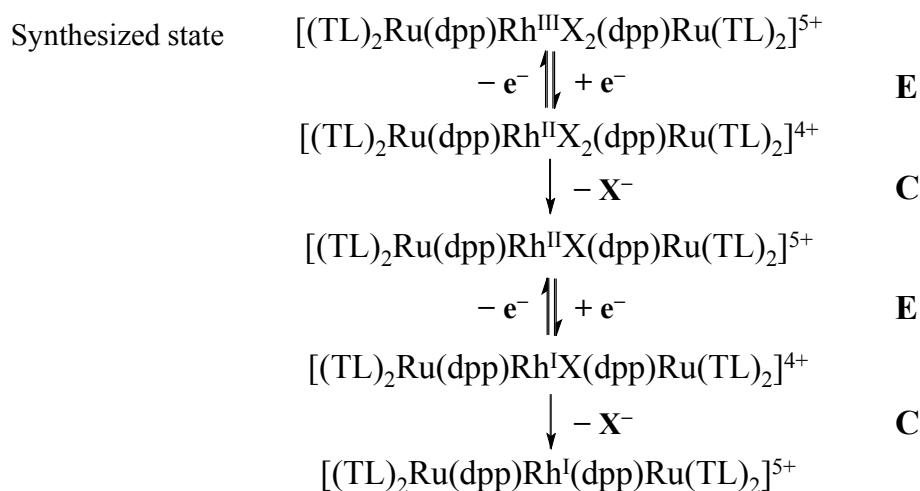 Synthesized state [(TL)₂Ru(dpp)RhᴵᴵᴵX₂(dpp)Ru(TL)₂]⁵⁺
– e⁻ + e⁻ E
[(TL)₂Ru(dpp)RhᴵᴵX₂(dpp)Ru(TL)₂]⁴⁺
– X⁻ C
[(TL)₂Ru(dpp)RhᴵᴵX(dpp)Ru(TL)₂]⁵⁺
– e⁻ + e⁻ E
[(TL)₂Ru(dpp)RhᴵX(dpp)Ru(TL)₂]⁴⁺
– X⁻ C
[(TL)₂Ru(dpp)Rhᴵ(dpp)Ru(TL)₂]⁵⁺